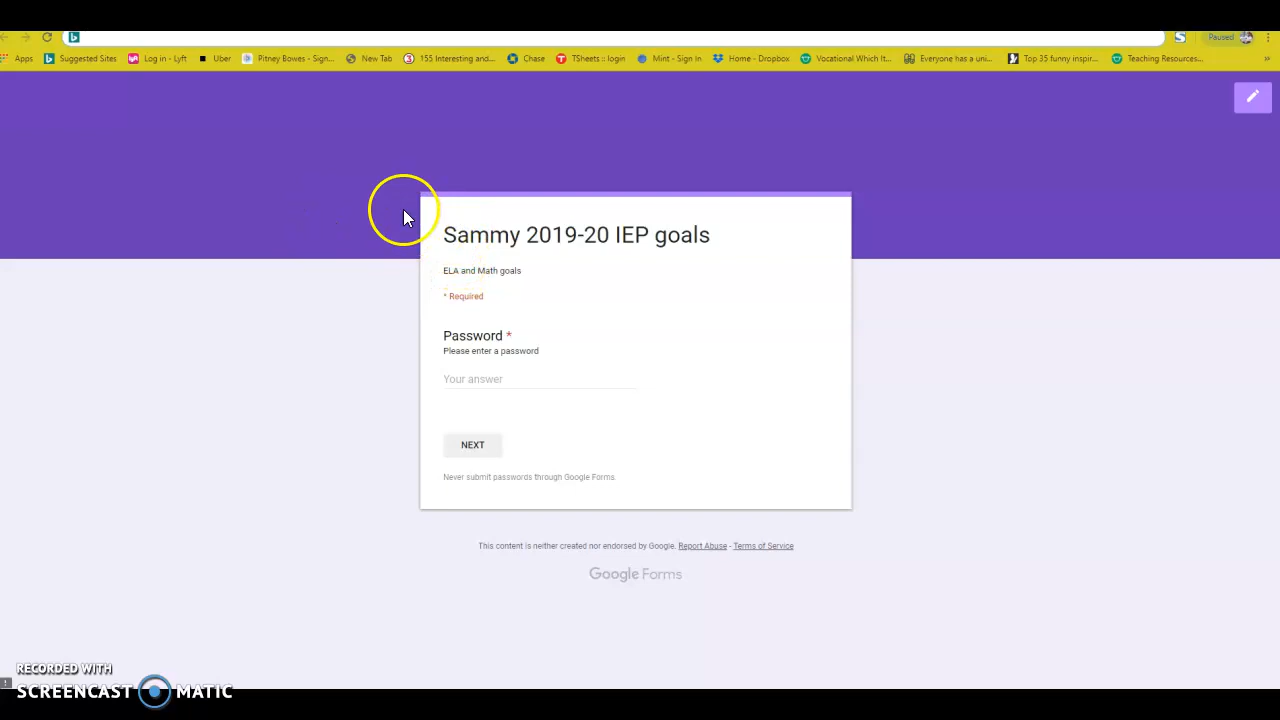 Paused
Apps Suggested Sites Log in - Lyft Uber Pitney Bowes - Sign... New Tab 155 Interesting and... Chase TSheets :: login Mint - Sign In Home - Dropbox Vocational Which It... Everyone has a uni... Top 35 funny inspir... Teaching Resources... »
Sammy 2019-20 IEP goals
ELA and Math goals
* Required
Password *
Please enter a password
Your answer
NEXT
Never submit passwords through Google Forms.
This content is neither created nor endorsed by Google. Report Abuse - Terms of Service
Google Forms
RECORDED WITH
SCREENCAST MATIC